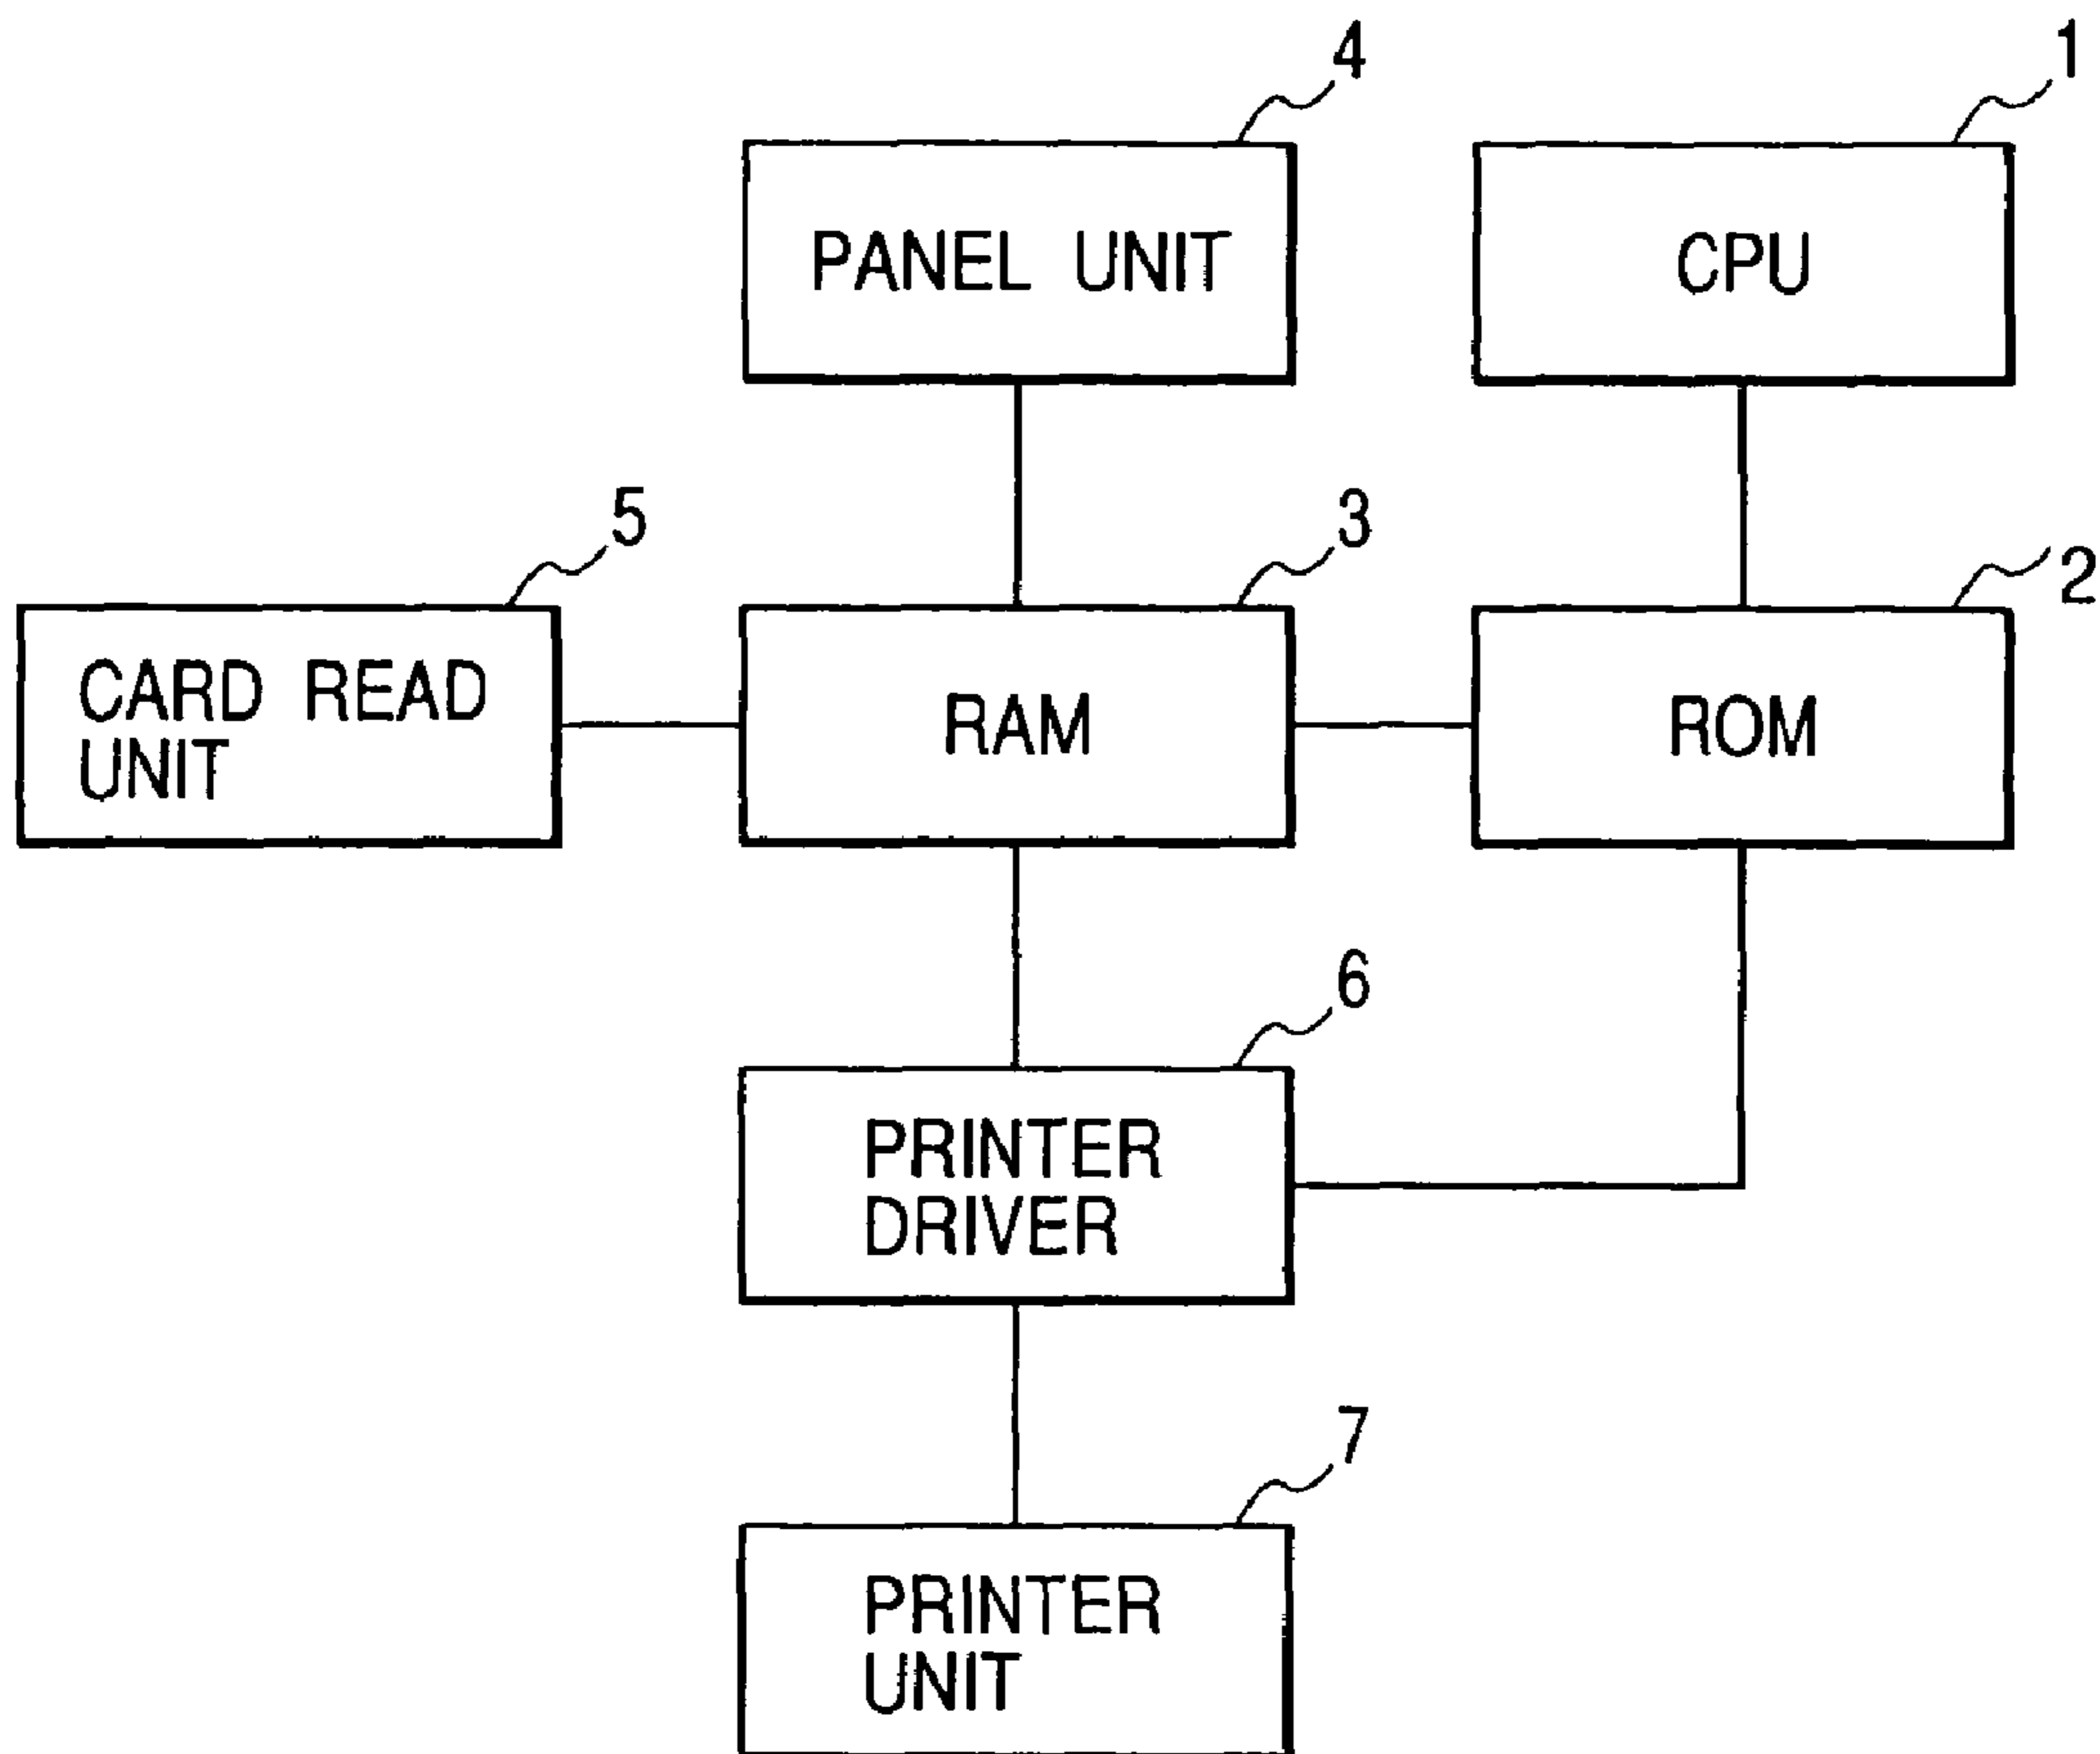 4
1
PANEL UNIT
CPU
5
3
2
CARD READ
UNIT
RAM
ROM
6
PRINTER
DRIVER
7
PRINTER
UNIT